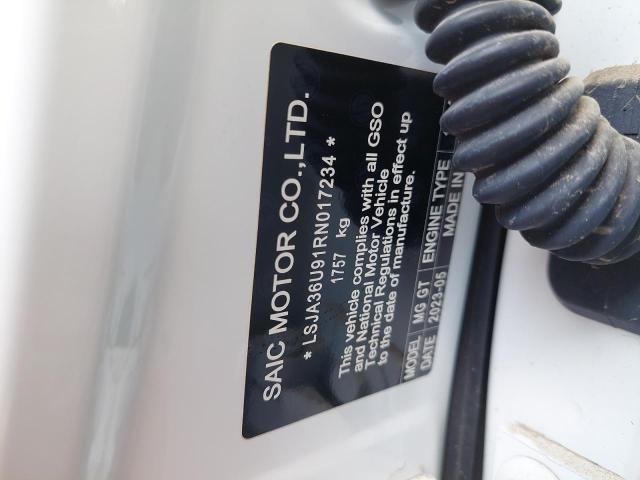 SAIC MOTOR CO.,LTD.
* LSJA36U91RN017234 *
1757 kg
This vehicle complies with all GSO
and National Motor Vehicle
Technical Regulations in effect up
to the date of manufacture.
MODEL MG GT ENGINE TYPE
DATE 2023-05 MADE IN